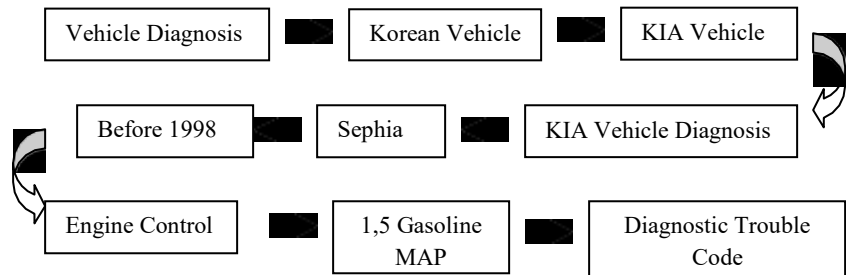 Vehicle Diagnosis
Korean Vehicle
KIA Vehicle
KIA Vehicle Diagnosis
Sephia
Before 1998
Engine Control
1,5 Gasoline
MAP
Diagnostic Trouble
Code